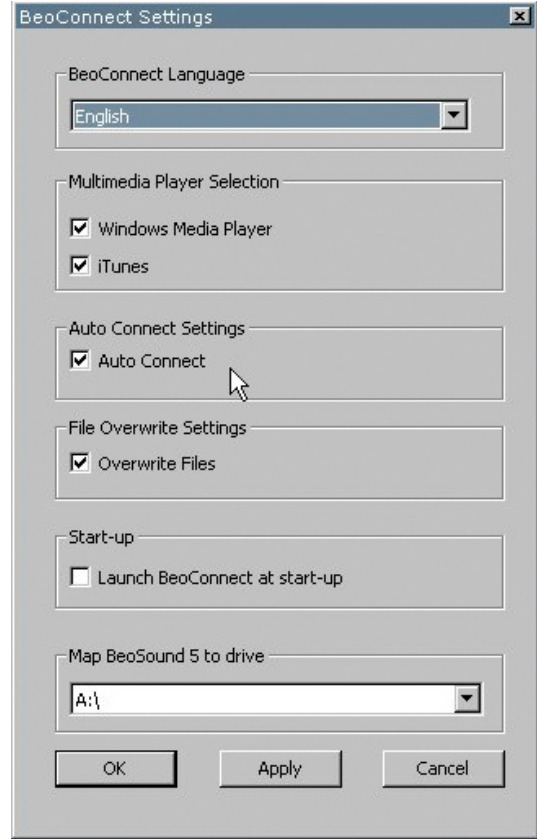 BeoConnect Settings
BeoConnect Language
English
Multimedia Player Selection
Windows Media Player
iTunes
Auto Connect Settings
Auto Connect
File Overwrite Settings
Overwrite Files
Start-up
Launch BeoConnect at start-up
Map BeoSound 5 to drive
A:\
OK Apply Cancel